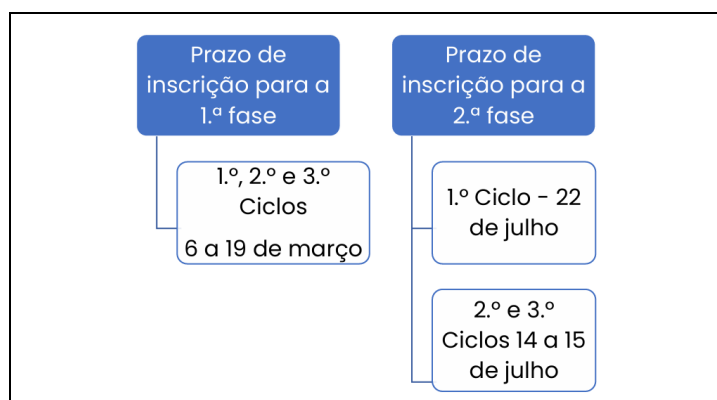 Prazo de
inscrição para a
1.ª fase
1.º, 2.º e 3.º
Ciclos
6 a 19 de março
Prazo de
inscrição para a
2.ª fase
1.º Ciclo - 22
de julho
2.º e 3.º
Ciclos 14 a 15
de julho